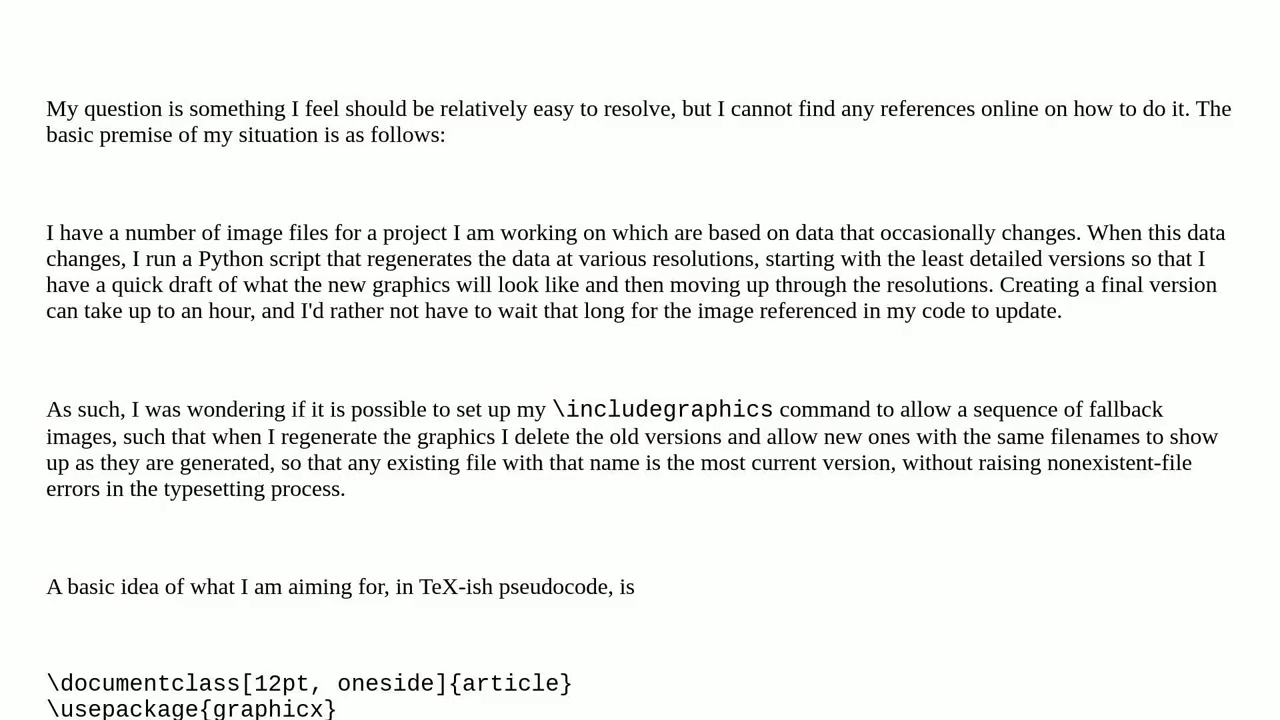 My question is something I feel should be relatively easy to resolve, but I cannot find any references online on how to do it. The
basic premise of my situation is as follows:
I have a number of image files for a project I am working on which are based on data that occasionally changes. When this data
changes, I run a Python script that regenerates the data at various resolutions, starting with the least detailed versions so that I
have a quick draft of what the new graphics will look like and then moving up through the resolutions. Creating a final version
can take up to an hour, and I'd rather not have to wait that long for the image referenced in my code to update.
As such, I was wondering if it is possible to set up my \includegraphics command to allow a sequence of fallback
images, such that when I regenerate the graphics I delete the old versions and allow new ones with the same filenames to show
up as they are generated, so that any existing file with that name is the most current version, without raising nonexistent-file
errors in the typesetting process.
A basic idea of what I am aiming for, in TeX-ish pseudocode, is
\documentclass[12pt, oneside]{article}
\usepackage{graphicx}